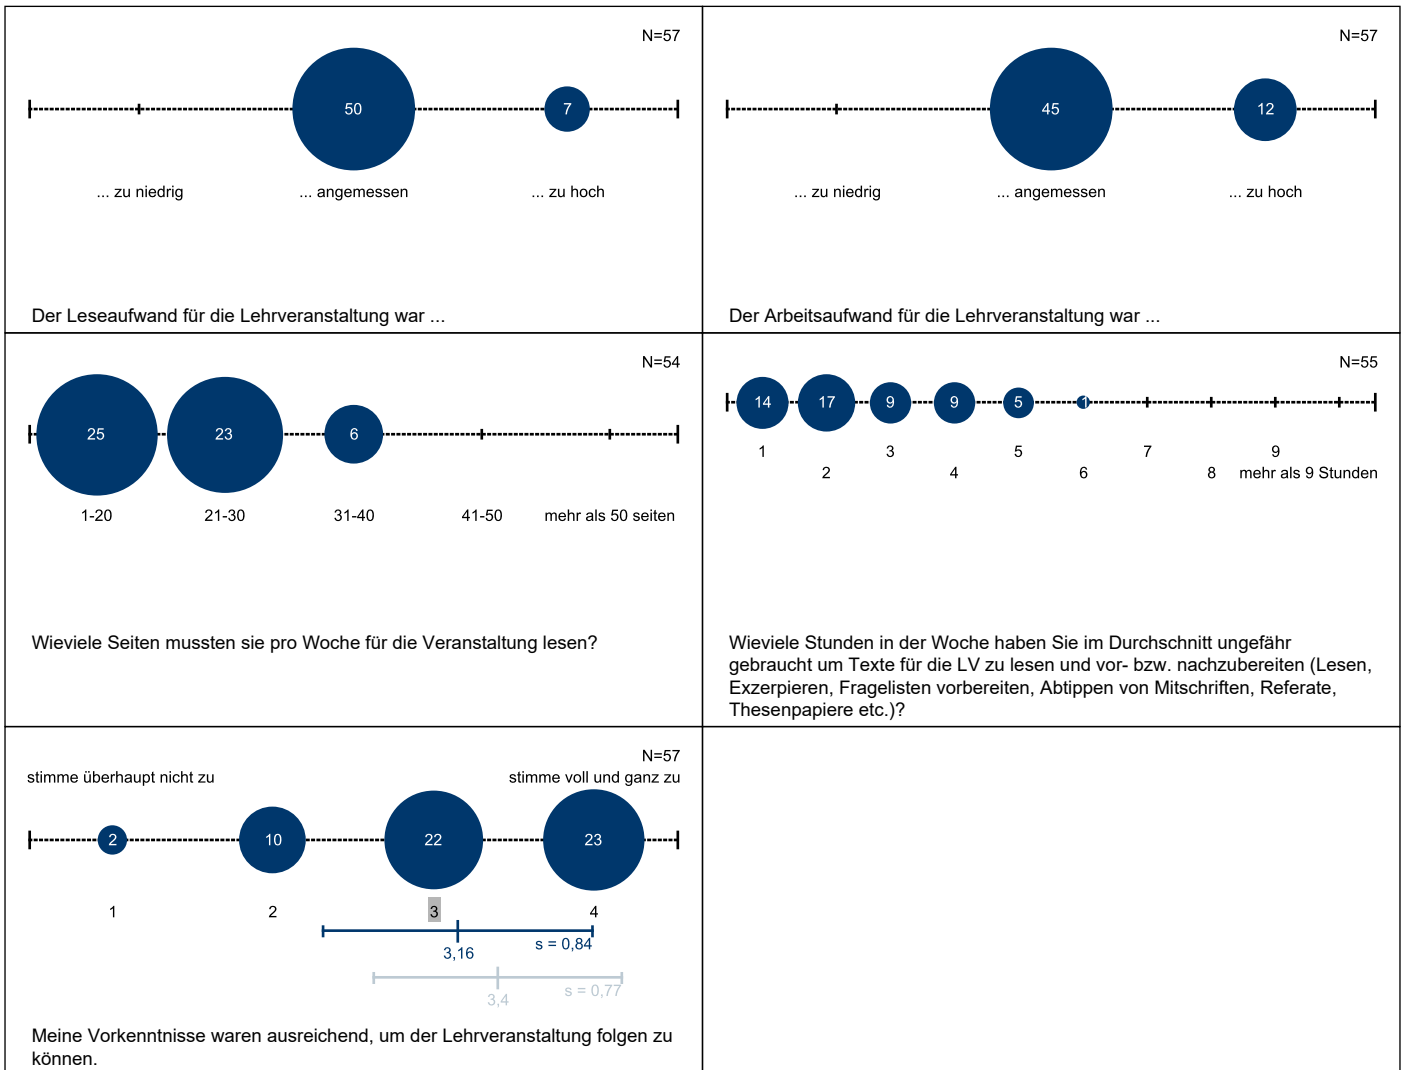 N=57
50
7
... zu niedrig
... angemessen
... zu hoch
Der Leseaufwand für die Lehrveranstaltung war ...
N=57
45
12
... zu niedrig
... angemessen
... zu hoch
Der Arbeitsaufwand für die Lehrveranstaltung war ...
N=54
25
23
6
1-20
21-30
31-40
41-50
mehr als 50 seiten
Wieviele Seiten mussten sie pro Woche für die Veranstaltung lesen?
N=55
14
17
9
9
5
1
1
3
5
7
9
2
4
6
8
mehr als 9 Stunden
Wieviele Stunden in der Woche haben Sie im Durchschnitt ungefähr
gebraucht um Texte für die LV zu lesen und vor- bzw. nachzubereiten (Lesen,
Exzerpieren, Fragelisten vorbereiten, Abtippen von Mitschriften, Referate,
Thesenpapiere etc.)?
N=57
stimme überhaupt nicht zu
stimme voll und ganz zu
2
10
22
23
1
2
3
4
s = 0,84
3,16
s = 0,77
3,4
Meine Vorkenntnisse waren ausreichend, um der Lehrveranstaltung folgen zu
können.